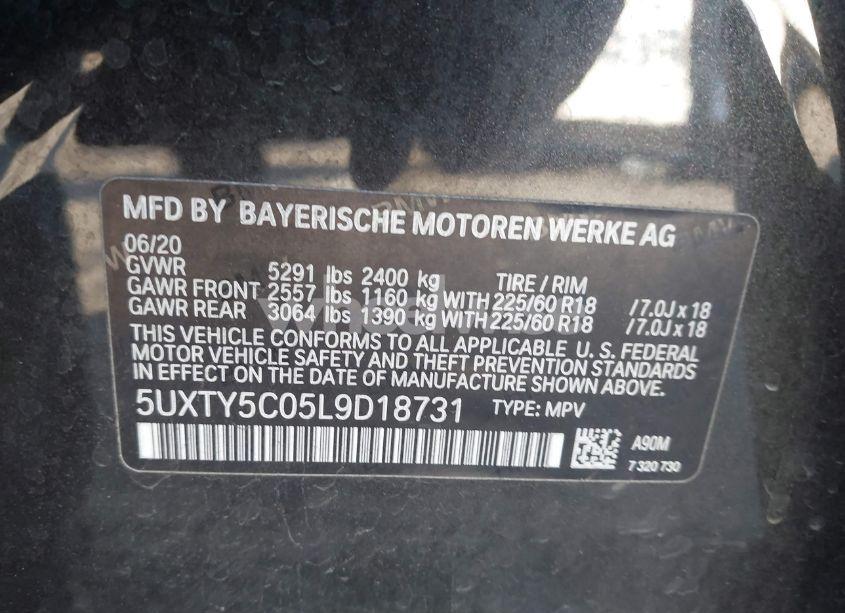 MFD BY BAYERISCHE MOTOREN WERKE AG
06/20
GVWR 5291 lbs 2400 kg TIRE / RIM
GAWR FRONT 2557 lbs 1160 kg WITH 225/60 R18 /7.0J x 18
GAWR REAR 3064 lbs 1390 kg WITH 225/60 R18 /7.0J x 18
THIS VEHICLE CONFORMS TO ALL APPLICABLE U. S. FEDERAL
MOTOR VEHICLE SAFETY AND THEFT PREVENTION STANDARDS
IN EFFECT ON THE DATE OF MANUFACTURE SHOWN ABOVE.
5UXTY5C05L9D18731 TYPE: MPV
A90M
7 320 730